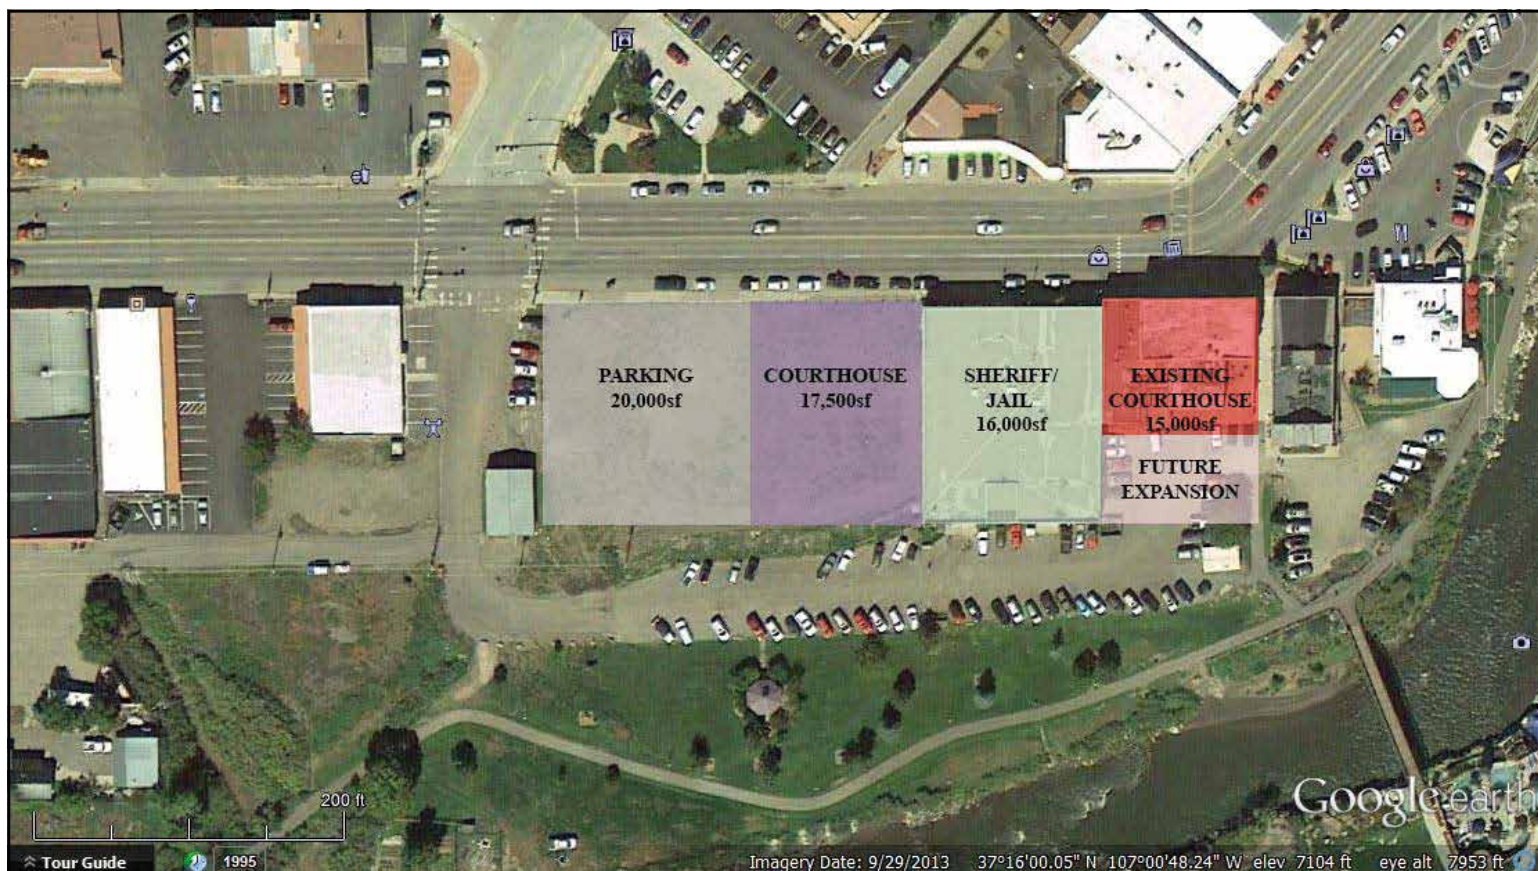 PARKING
20,000sf
COURTHOUSE
17,500sf
SHERIFF/
JAIL
16,000sf
EXISTING
COURTHOUSE
15,000sf
FUTURE
EXPANSION
200 ft
Google earth
Tour Guide
1995
Imagery Date: 9/29/2013 37°16'00.05" N 107°00'48.24" W elev 7104 ft eye alt 7953 ft